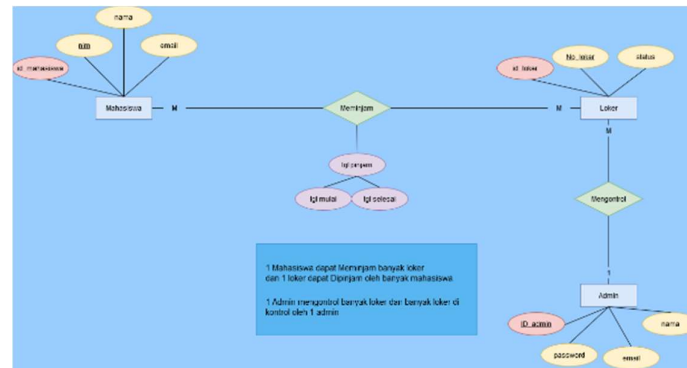 nama
nim
email
id_mahasiswa
Mahasiswa
M
Meminjam
M
No_loker
status
id_loker
Loker
M
tgl pinjam
tgl mulai
tgl selesai
Mengontrol
1
Admin
ID_admin
nama
password
email
1 Mahasiswa dapat Meminjam banyak loker
dan 1 loker dapat Dipinjam oleh banyak mahasiswa
1 Admin mengontrol banyak loker dan banyak loker di
kontrol oleh 1 admin